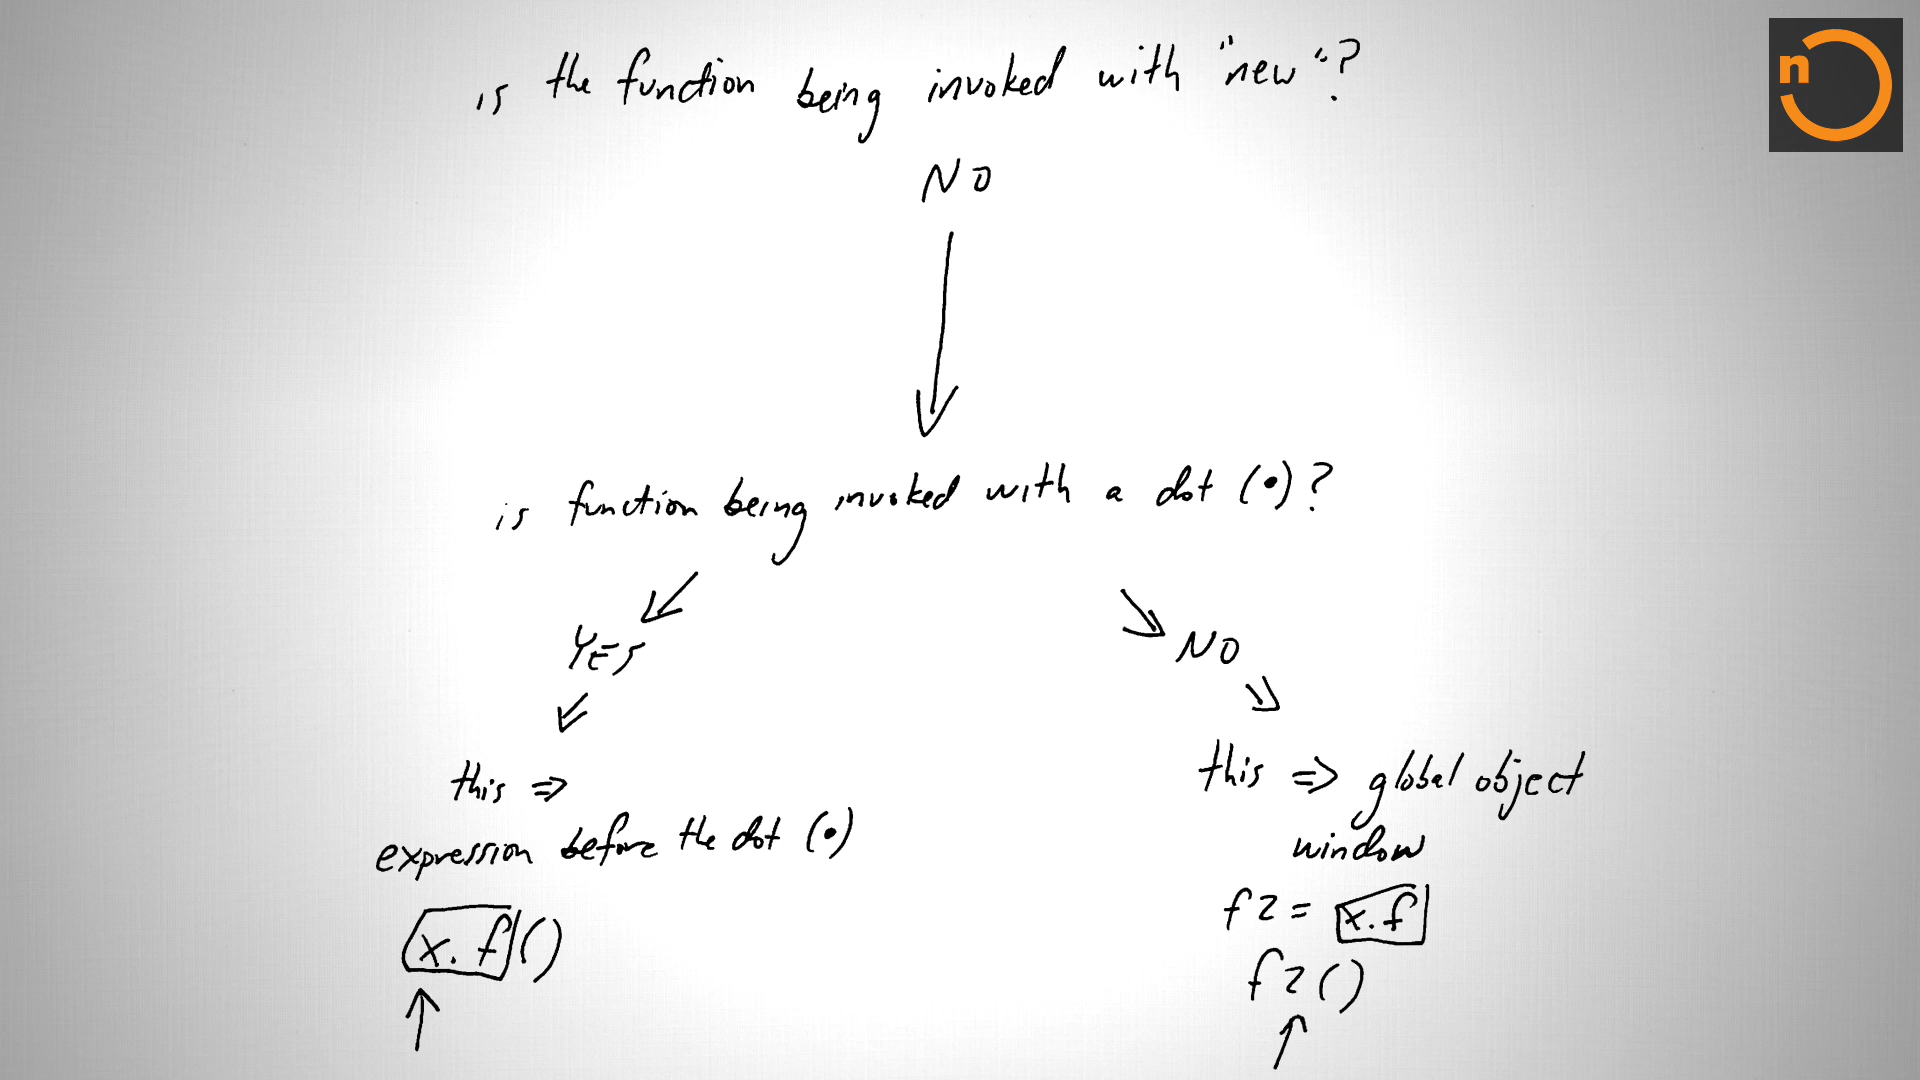 n
is the function being invoked with "new"?
NO
is function being invoked with a dot (•)?
YES
NO
this ⇒
expression before the dot (•)
x.f()
this ⇒ global object
window
f2 = x.f
f2()